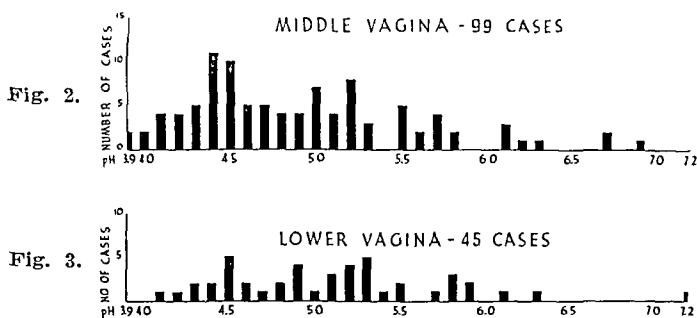 MIDDLE VAGINA - 99 CASES
Fig. 2.
NUMBER OF CASES
15
10
5
0
pH 3.9 4.0 4.5 5.0 5.5 6.0 6.5 7.0 7.2
LOWER VAGINA - 45 CASES
Fig. 3.
NO OF CASES
10
5
pH 3.9 4.0 4.5 5.0 5.5 6.0 6.5 7.0 7.2